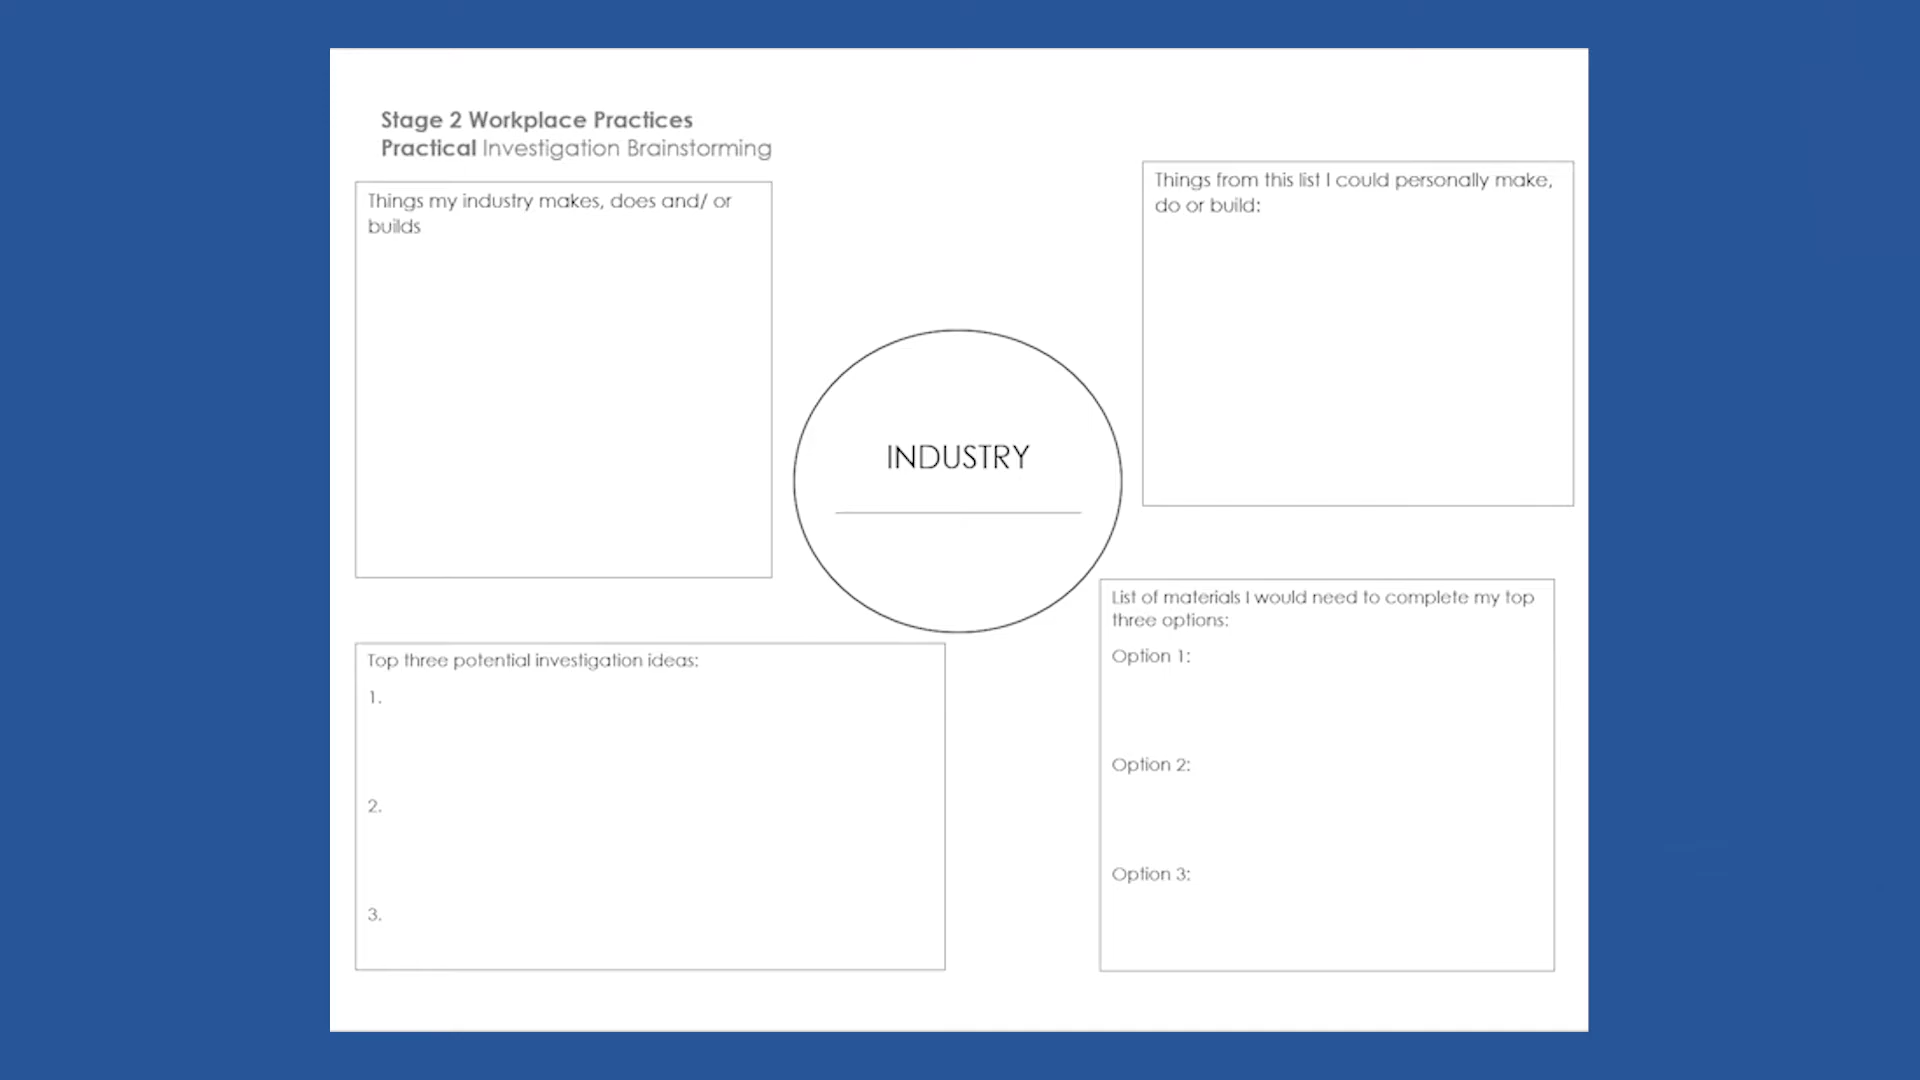 Stage 2 Workplace Practices
Practical Investigation Brainstorming
Things my industry makes, does and/ or
builds
Things from this list I could personally make,
do or build:
INDUSTRY
Top three potential investigation ideas:
1.
2.
3.
List of materials I would need to complete my top
three options:
Option 1:
Option 2:
Option 3: